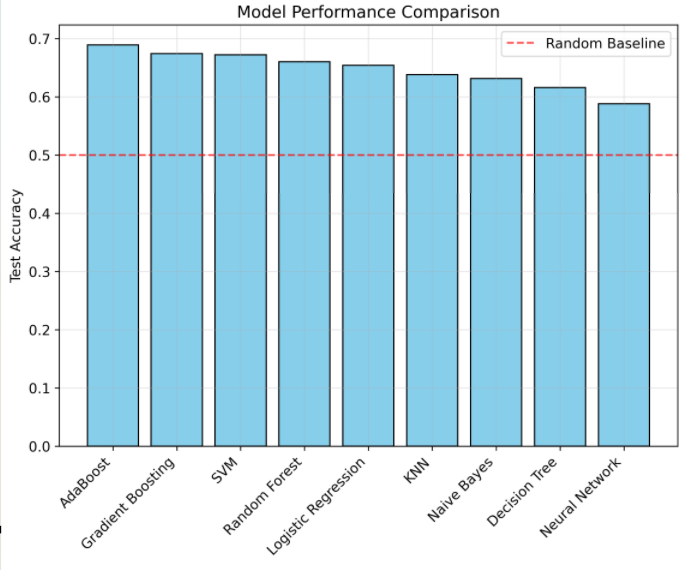 Model Performance Comparison
Random Baseline
Test Accuracy
0.7
0.6
0.5
0.4
0.3
0.2
0.1
0.0
AdaBoost
Gradient Boosting
SVM
Random Forest
Logistic Regression
KNN
Naive Bayes
Decision Tree
Neural Network